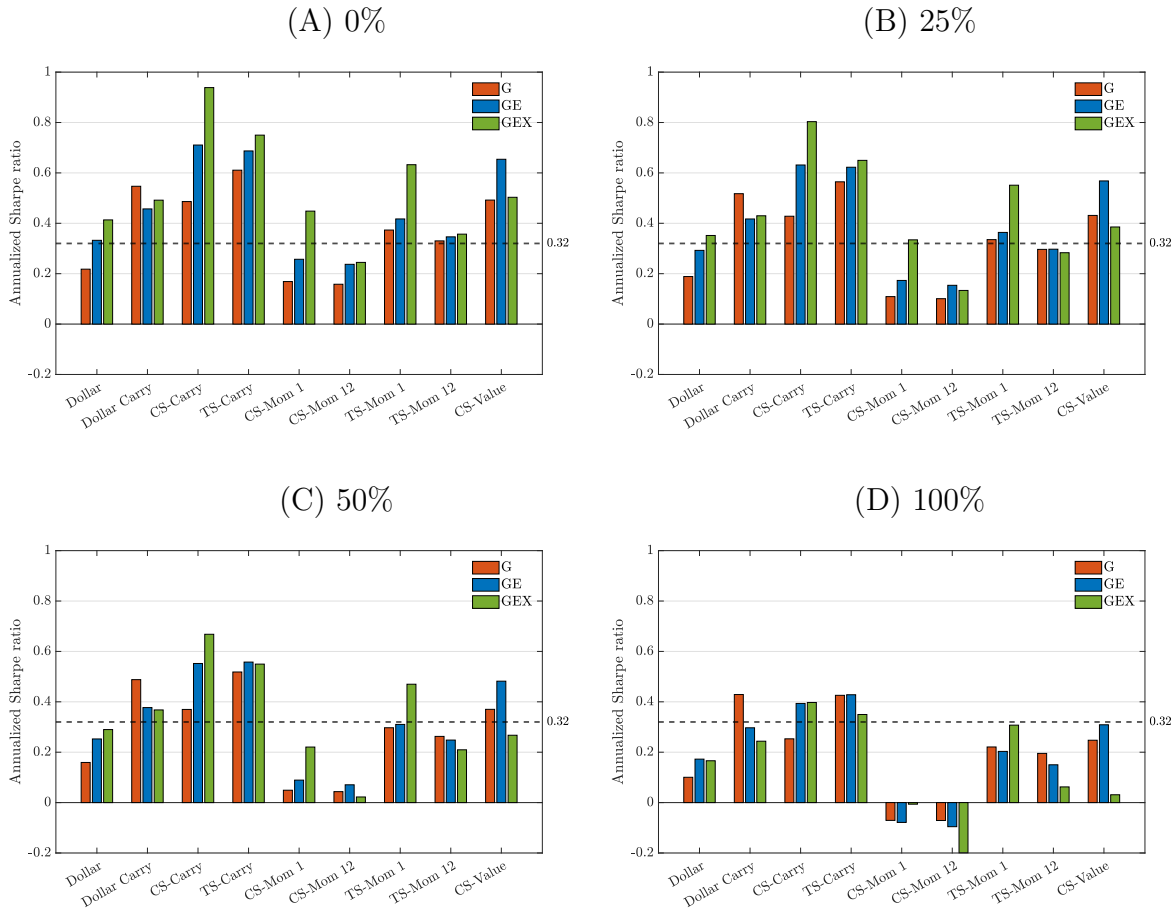 (A) 0%
Annualized Sharpe ratio
1
0.8
0.6
0.4
0.2
0
-0.2
G
GE
GEX
0.32
Dollar
Dollar Carry
CS-Carry
TS-Carry
CS-Mom 1
CS-Mom 12
TS-Mom 1
TS-Mom 12
CS-Value
(B) 25%
Annualized Sharpe ratio
1
0.8
0.6
0.4
0.2
0
-0.2
G
GE
GEX
0.32
Dollar
Dollar Carry
CS-Carry
TS-Carry
CS-Mom 1
CS-Mom 12
TS-Mom 1
TS-Mom 12
CS-Value
(C) 50%
Annualized Sharpe ratio
1
0.8
0.6
0.4
0.2
0
-0.2
G
GE
GEX
0.32
Dollar
Dollar Carry
CS-Carry
TS-Carry
CS-Mom 1
CS-Mom 12
TS-Mom 1
TS-Mom 12
CS-Value
(D) 100%
Annualized Sharpe ratio
1
0.8
0.6
0.4
0.2
0
-0.2
G
GE
GEX
0.32
Dollar
Dollar Carry
CS-Carry
TS-Carry
CS-Mom 1
CS-Mom 12
TS-Mom 1
TS-Mom 12
CS-Value